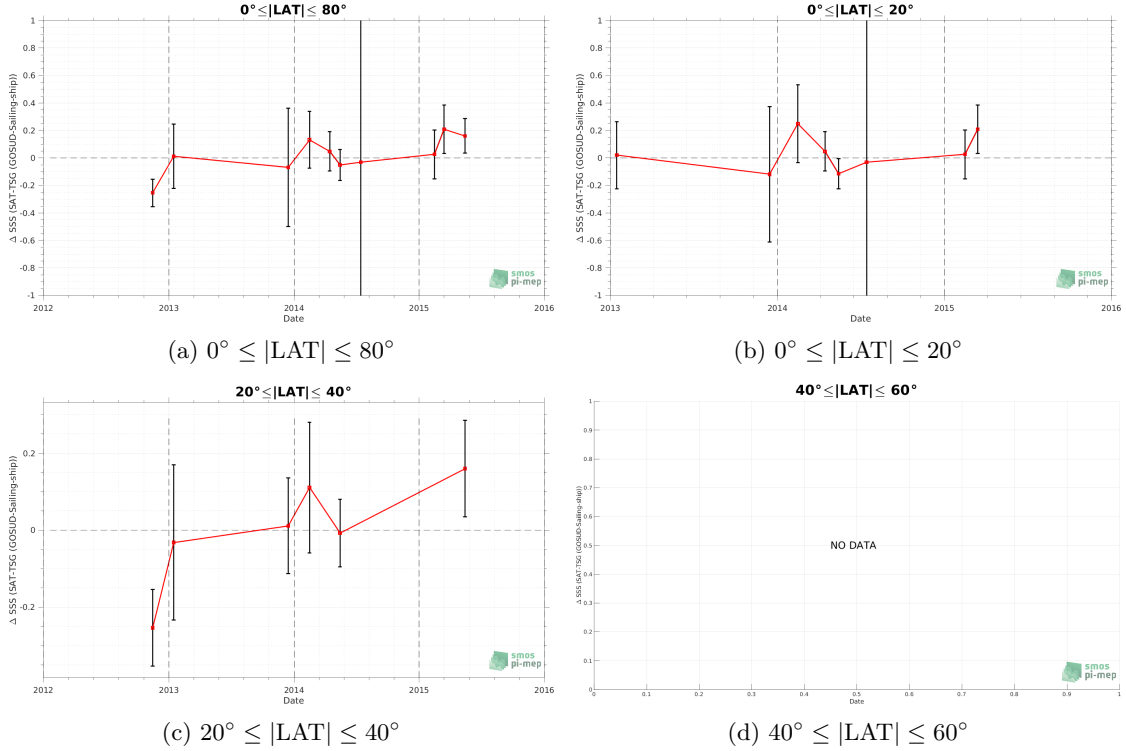 0°≤|LAT|≤ 80°
Δ SSS (SAT-TSG (GOSUD-Sailing-ship))
1
0.8
0.6
0.4
0.2
0
-0.2
-0.4
-0.6
-0.8
-1
2012
2013
2014
2015
2016
Date
smos
pi-mep
(a) 0° ≤ |LAT| ≤ 80°
0°≤|LAT|≤ 20°
Δ SSS (SAT-TSG (GOSUD-Sailing-ship))
1
0.8
0.6
0.4
0.2
0
-0.2
-0.4
-0.6
-0.8
-1
2013
2014
2015
2016
Date
smos
pi-mep
(b) 0° ≤ |LAT| ≤ 20°
20°≤|LAT|≤ 40°
Δ SSS (SAT-TSG (GOSUD-Sailing-ship))
0.2
0
-0.2
2012
2013
2014
2015
2016
Date
smos
pi-mep
(c) 20° ≤ |LAT| ≤ 40°
40°≤|LAT|≤ 60°
Δ SSS (SAT-TSG (GOSUD-Sailing-ship))
1
0.9
0.8
0.7
0.6
0.5
0.4
0.3
0.2
0.1
0
NO DATA
0
0.1
0.2
0.3
0.4
0.5
0.6
0.7
0.8
0.9
1
Date
smos
pi-mep
(d) 40° ≤ |LAT| ≤ 60°